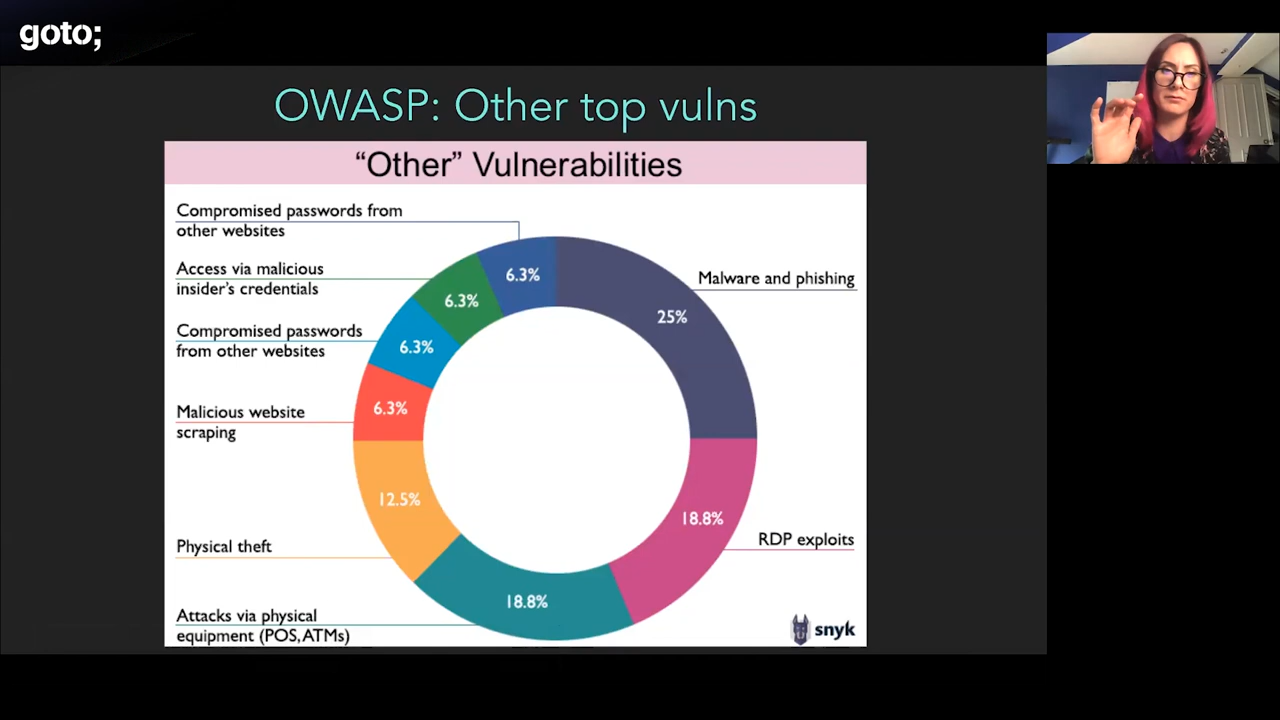 goto;
OWASP: Other top vulns
“Other” Vulnerabilities
Compromised passwords from
other websites
6.3%
Access via malicious
insider's credentials
6.3%
Compromised passwords
from other websites
6.3%
Malicious website
scraping
6.3%
Physical theft
12.5%
Attacks via physical
equipment (POS, ATMs)
18.8%
Malware and phishing
25%
RDP exploits
18.8%
snyk